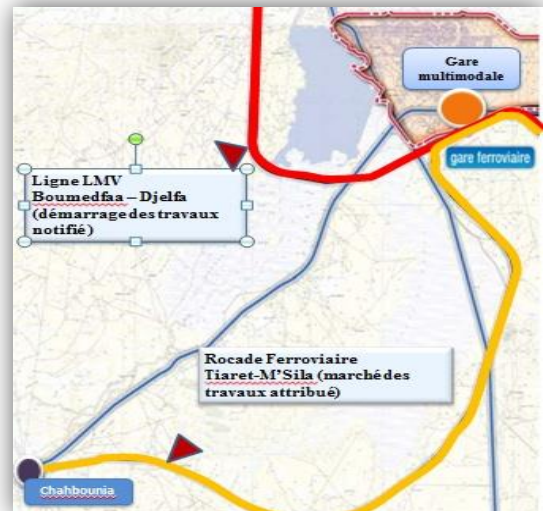 Gare
multimodale
gare ferroviaire
Ligne LMV
Boumedfaa – Djelfa
(démarrage des travaux
notifié)
Rocade Ferroviaire
Tiaret-M'Sila (marché des
travaux attribué)
Chahbounia